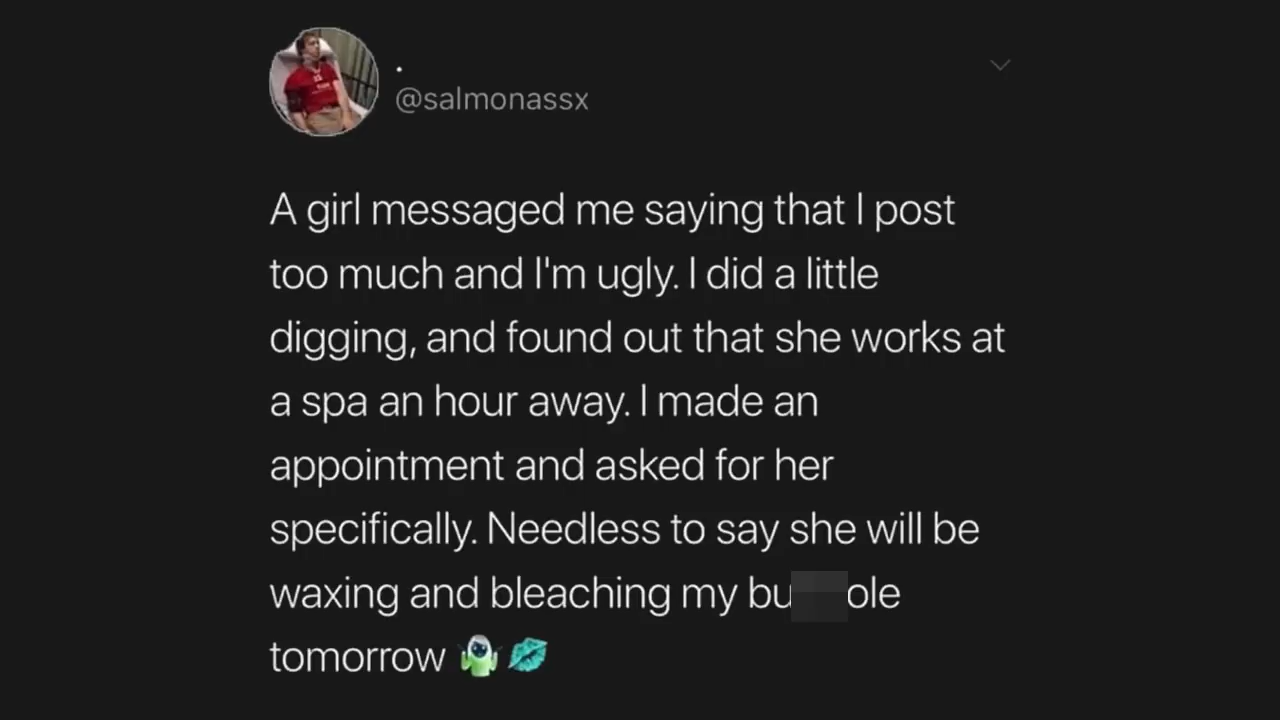 .
@salmonassx
A girl messaged me saying that I post
too much and I'm ugly. I did a little
digging, and found out that she works at
a spa an hour away. I made an
appointment and asked for her
specifically. Needless to say she will be
waxing and bleaching my bu ole
tomorrow